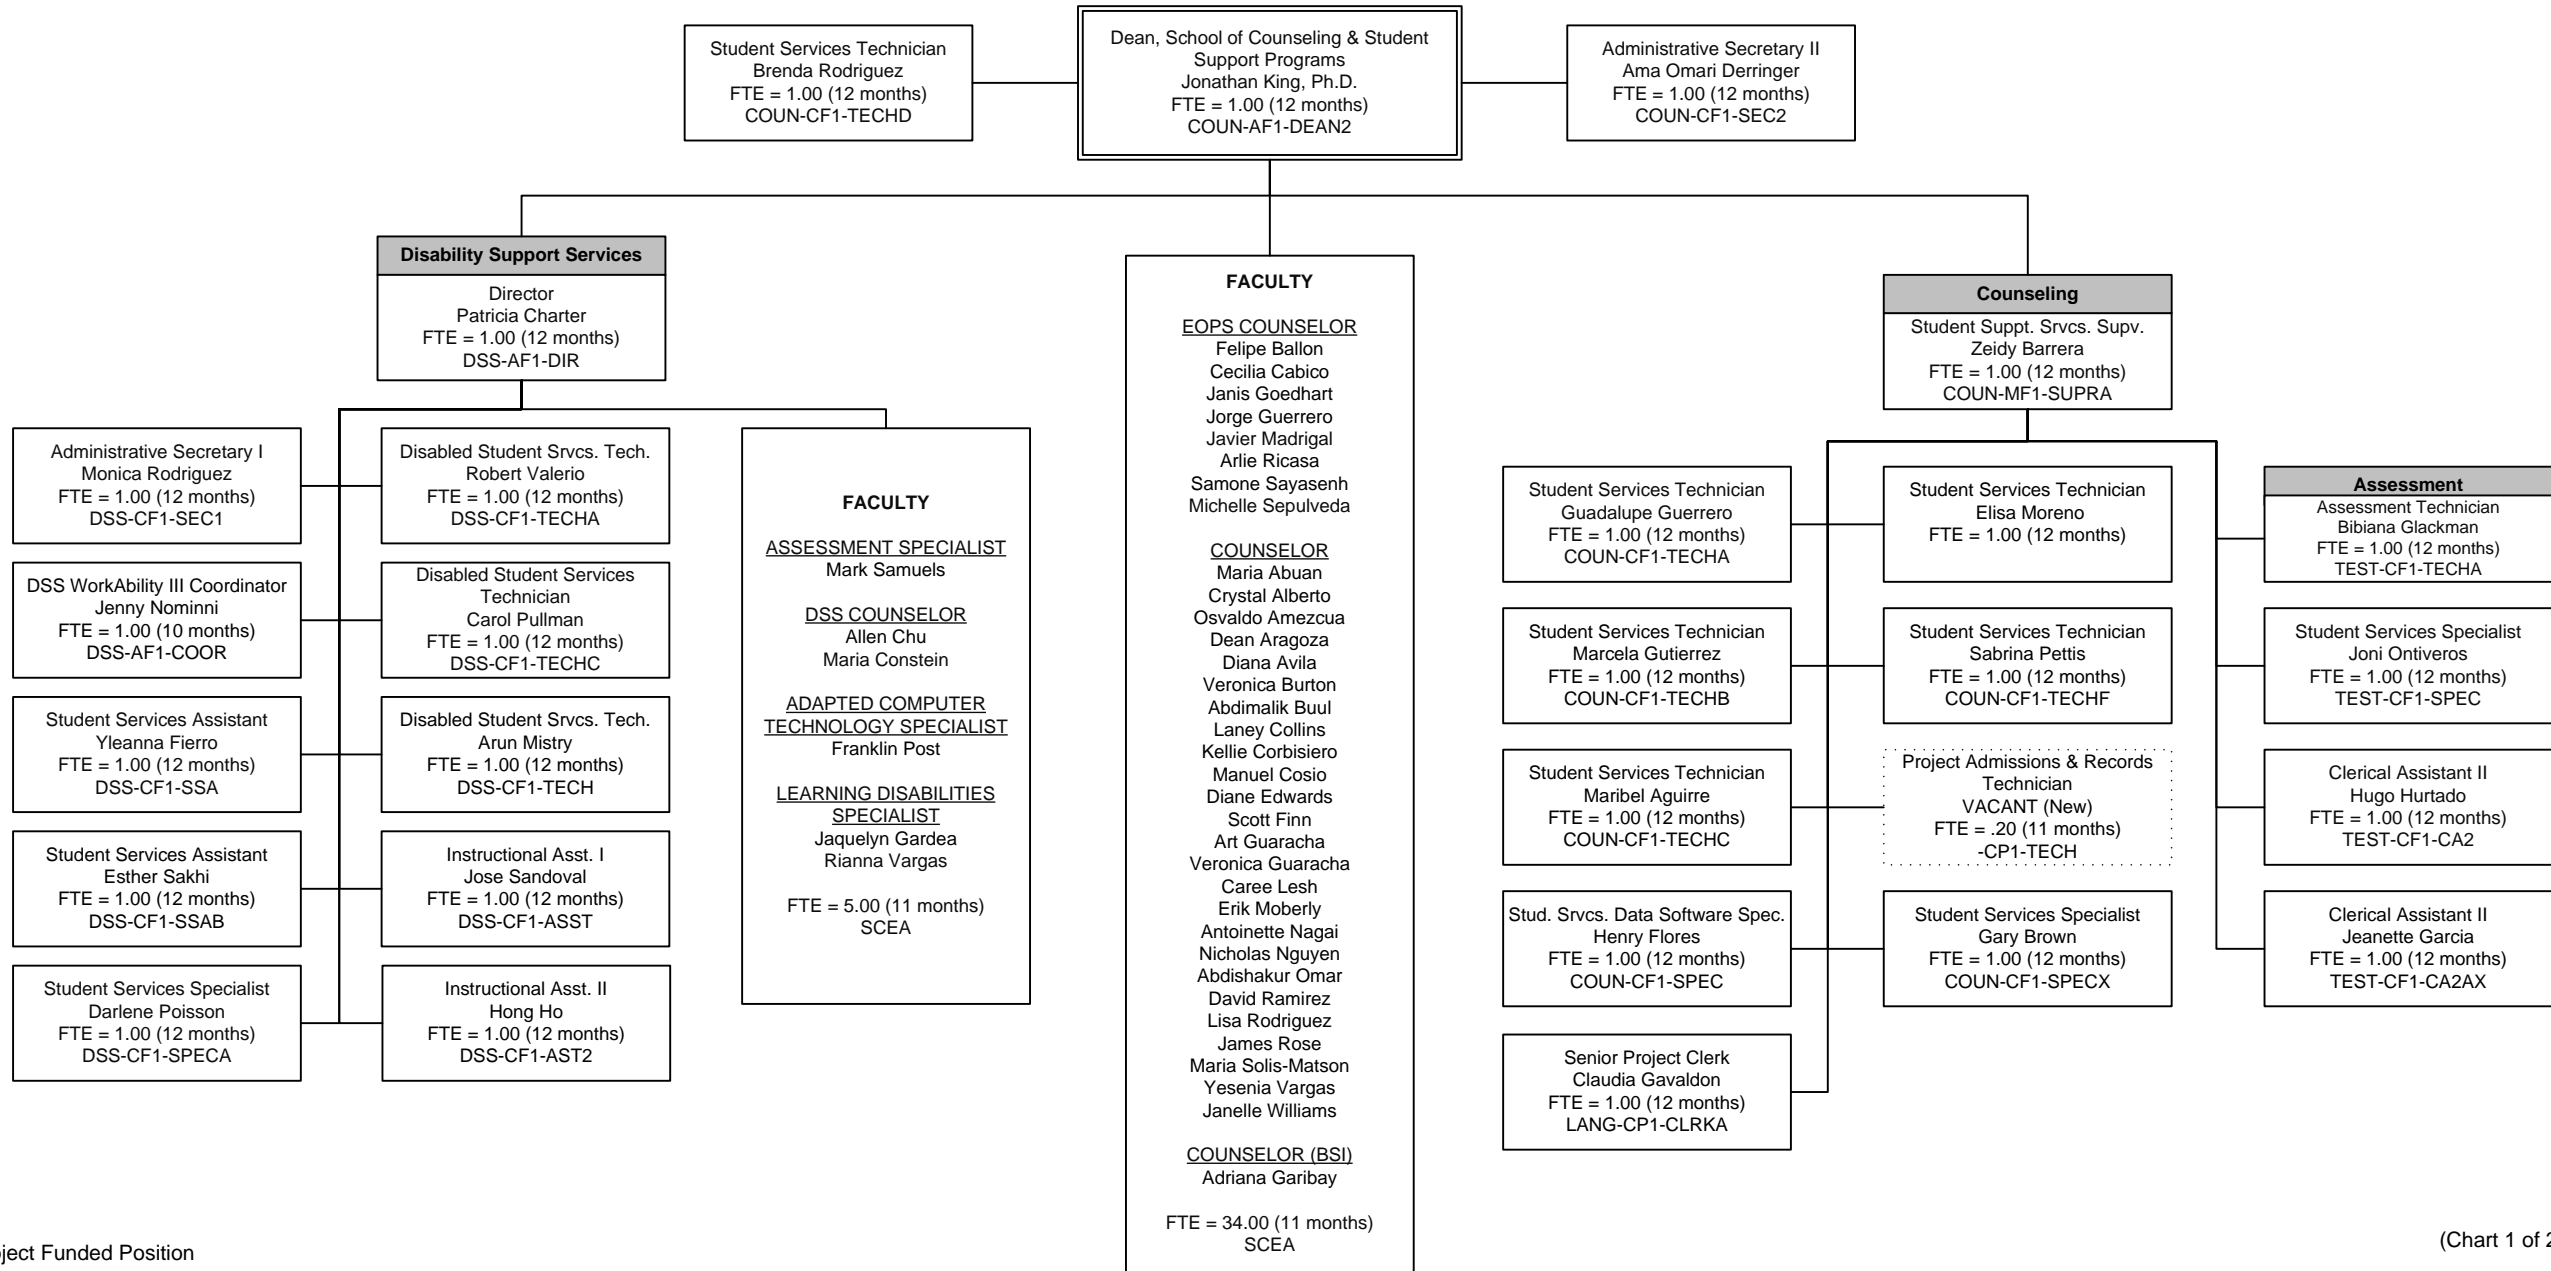 Student Services Technician
Brenda Rodriguez
FTE = 1.00 (12 months)
COUN-CF1-TECHD
Dean, School of Counseling & Student
Support Programs
Jonathan King, Ph.D.
FTE = 1.00 (12 months)
COUN-AF1-DEAN2
Administrative Secretary II
Ama Omari Derringer
FTE = 1.00 (12 months)
COUN-CF1-SEC2
Disability Support Services
Director
Patricia Charter
FTE = 1.00 (12 months)
DSS-AF1-DIR
Administrative Secretary I
Monica Rodriguez
FTE = 1.00 (12 months)
DSS-CF1-SEC1
Disabled Student Srvcs. Tech.
Robert Valerio
FTE = 1.00 (12 months)
DSS-CF1-TECHA
DSS WorkAbility III Coordinator
Jenny Nominni
FTE = 1.00 (10 months)
DSS-AF1-COOR
Disabled Student Services
Technician
Carol Pullman
FTE = 1.00 (12 months)
DSS-CF1-TECHC
Student Services Assistant
Yleanna Fierro
FTE = 1.00 (12 months)
DSS-CF1-SSA
Disabled Student Srvcs. Tech.
Arun Mistry
FTE = 1.00 (12 months)
DSS-CF1-TECH
Student Services Assistant
Esther Sakhi
FTE = 1.00 (12 months)
DSS-CF1-SSAB
Instructional Asst. I
Jose Sandoval
FTE = 1.00 (12 months)
DSS-CF1-ASST
Student Services Specialist
Darlene Poisson
FTE = 1.00 (12 months)
DSS-CF1-SPECA
Instructional Asst. II
Hong Ho
FTE = 1.00 (12 months)
DSS-CF1-AST2
FACULTY
ASSESSMENT SPECIALIST
Mark Samuels
DSS COUNSELOR
Allen Chu
Maria Constein
ADAPTED COMPUTER
TECHNOLOGY SPECIALIST
Franklin Post
LEARNING DISABILITIES
SPECIALIST
Jaquelyn Gardea
Rianna Vargas
FTE = 5.00 (11 months)
SCEA
FACULTY
EOPS COUNSELOR
Felipe Ballon
Cecilia Cabico
Janis Goedhart
Jorge Guerrero
Javier Madrigal
Arlie Ricasa
Samone Sayasenh
Michelle Sepulveda
COUNSELOR
Maria Abuan
Crystal Alberto
Osvaldo Amezcua
Dean Aragoza
Diana Avila
Veronica Burton
Abdimalik Buul
Laney Collins
Kellie Corbisiero
Manuel Cosio
Diane Edwards
Scott Finn
Art Guaracha
Veronica Guaracha
Caree Lesh
Erik Moberly
Antoinette Nagai
Nicholas Nguyen
Abdishakur Omar
David Ramirez
Lisa Rodriguez
James Rose
Maria Solis-Matson
Yesenia Vargas
Janelle Williams
COUNSELOR (BSI)
Adriana Garibay
FTE = 34.00 (11 months)
SCEA
Counseling
Student Suppt. Srvcs. Supv.
Zeidy Barrera
FTE = 1.00 (12 months)
COUN-MF1-SUPRA
Student Services Technician
Guadalupe Guerrero
FTE = 1.00 (12 months)
COUN-CF1-TECHA
Student Services Technician
Elisa Moreno
FTE = 1.00 (12 months)
Student Services Technician
Marcela Gutierrez
FTE = 1.00 (12 months)
COUN-CF1-TECHB
Student Services Technician
Sabrina Pettis
FTE = 1.00 (12 months)
COUN-CF1-TECHF
Student Services Technician
Maribel Aguirre
FTE = 1.00 (12 months)
COUN-CF1-TECHC
Project Admissions & Records
Technician
VACANT (New)
FTE = .20 (11 months)
-CP1-TECH
Stud. Srvcs. Data Software Spec.
Henry Flores
FTE = 1.00 (12 months)
COUN-CF1-SPEC
Student Services Specialist
Gary Brown
FTE = 1.00 (12 months)
COUN-CF1-SPECX
Senior Project Clerk
Claudia Gavaldon
FTE = 1.00 (12 months)
LANG-CP1-CLRKA
Assessment
Assessment Technician
Bibiana Glackman
FTE = 1.00 (12 months)
TEST-CF1-TECHA
Student Services Specialist
Joni Ontiveros
FTE = 1.00 (12 months)
TEST-CF1-SPEC
Clerical Assistant II
Hugo Hurtado
FTE = 1.00 (12 months)
TEST-CF1-CA2
Clerical Assistant II
Jeanette Garcia
FTE = 1.00 (12 months)
TEST-CF1-CA2AX
ject Funded Position
(Chart 1 of 2